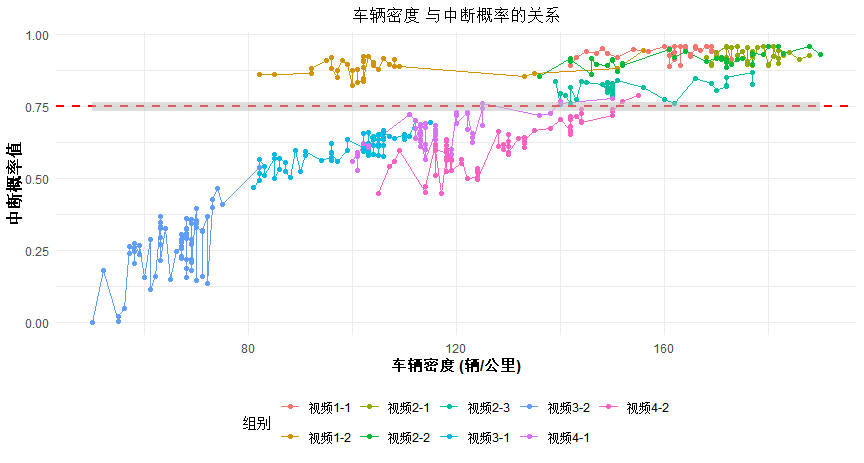 车辆密度 与中断概率的关系
中断概率值
1.00
0.75
0.50
0.25
0.00
80 120 160
车辆密度 (辆/公里)
组别
视频1-1 视频2-1 视频2-3 视频3-2 视频4-2
视频1-2 视频2-2 视频3-1 视频4-1